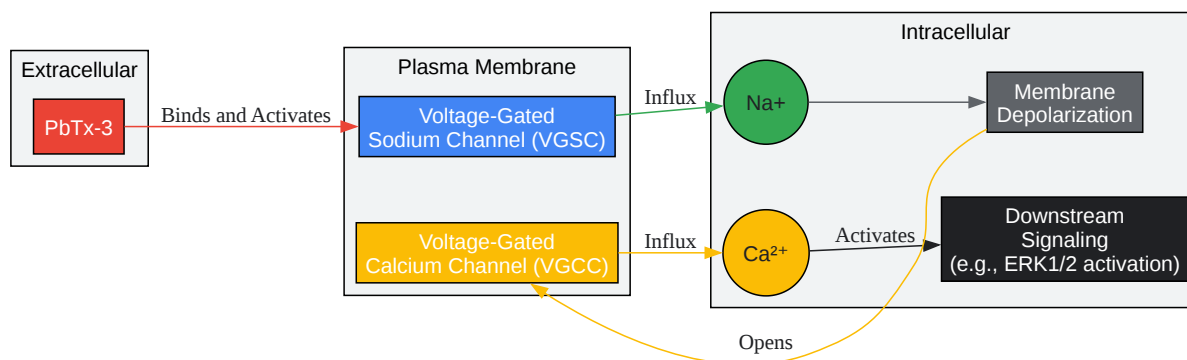 Extracellular
PbTx-3
Binds and Activates
Plasma Membrane
Voltage-Gated
Sodium Channel (VGSC)
Voltage-Gated
Calcium Channel (VGCC)
Influx
Influx
Intracellular
Na+
Membrane
Depolarization
Ca²⁺
Activates
Downstream
Signaling
(e.g., ERK1/2 activation)
Opens